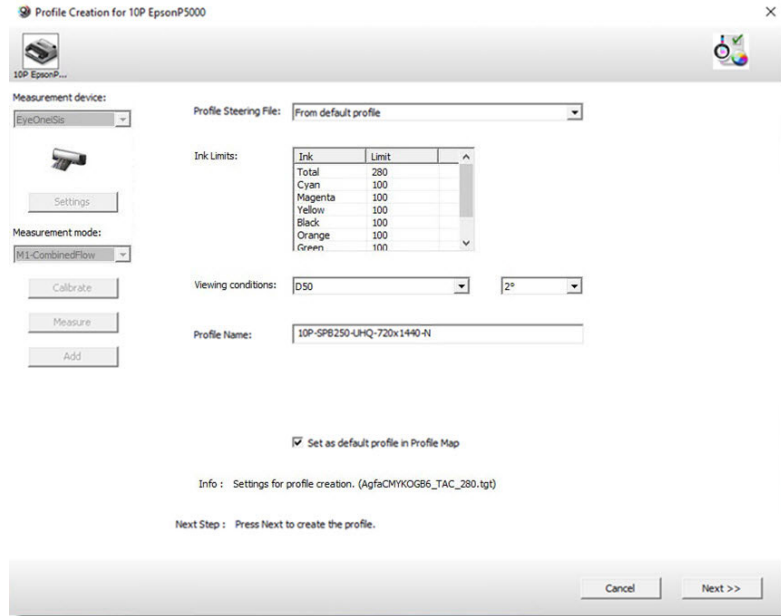 Profile Creation for 10P EpsonP5000
10P EpsonP...
Measurement device:
EyeOneiSis
Settings
Measurement mode:
M1-CombinedFlow
Calibrate
Measure
Add
Profile Steering File: From default profile
Ink Limits:
Ink Limit
Total 280
Cyan 100
Magenta 100
Yellow 100
Black 100
Orange 100
Green 100
Viewing conditions: D50 2°
Profile Name: 10P-SPB250-UHQ-720x1440-N
Set as default profile in Profile Map
Info : Settings for profile creation. (AgfaCMYKOGB6_TAC_280.tgt)
Next Step : Press Next to create the profile.
Cancel Next >>